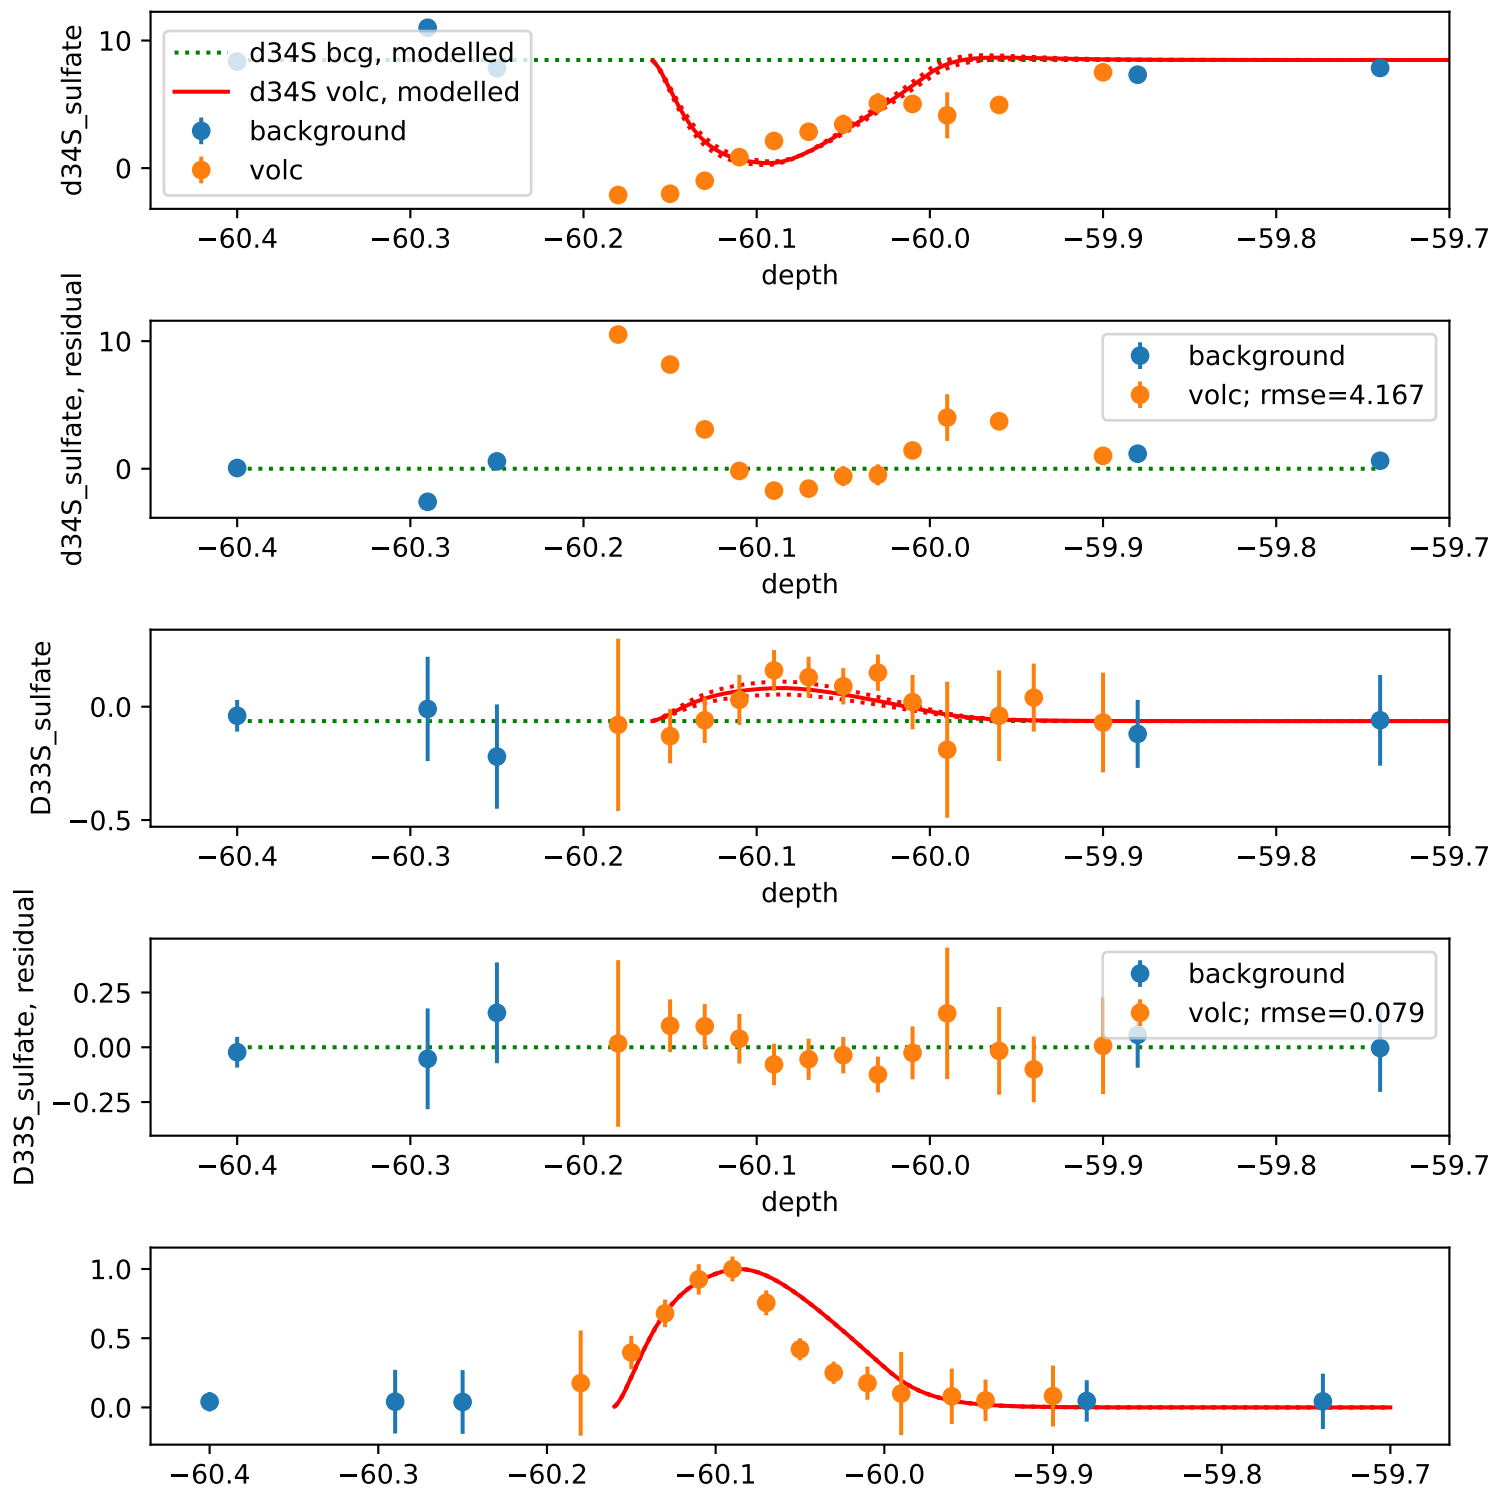 d34S_sulfate
10
0
d34S bcg, modelled
d34S volc, modelled
background
volc
−60.4 −60.3 −60.2 −60.1 −60.0 −59.9 −59.8 −59.7
depth
d34S_sulfate, residual
10
0
background
volc; rmse=4.167
−60.4 −60.3 −60.2 −60.1 −60.0 −59.9 −59.8 −59.7
depth
D33S_sulfate
0.0
−0.5
−60.4 −60.3 −60.2 −60.1 −60.0 −59.9 −59.8 −59.7
depth
D33S_sulfate, residual
0.25
0.00
−0.25
background
volc; rmse=0.079
−60.4 −60.3 −60.2 −60.1 −60.0 −59.9 −59.8 −59.7
depth
1.0
0.5
0.0
−60.4 −60.3 −60.2 −60.1 −60.0 −59.9 −59.8 −59.7